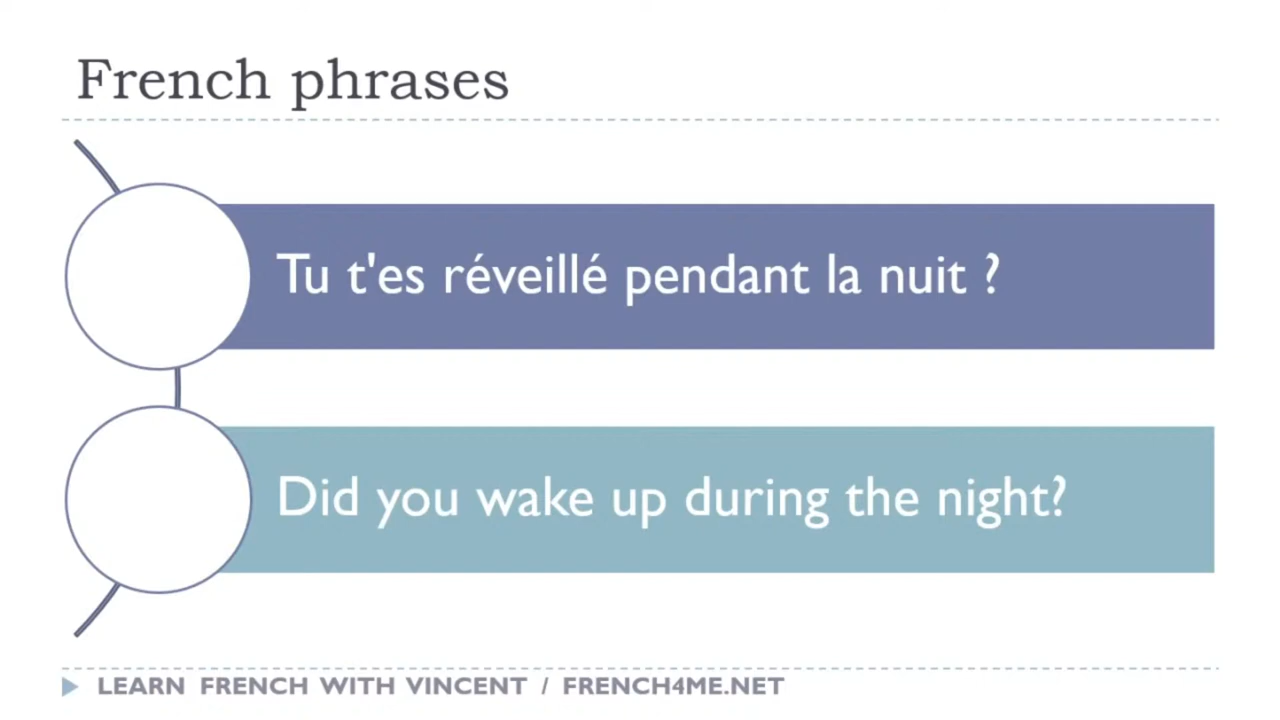 French phrases
Tu t'es réveillé pendant la nuit ?
Did you wake up during the night?
LEARN FRENCH WITH VINCENT / FRENCH4ME.NET